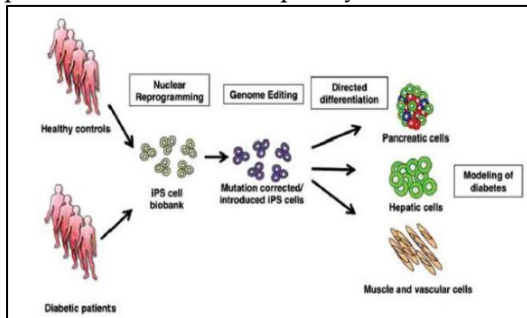 Nuclear
Reprogramming
Genome Editing
Directed
differentiation
Healthy controls
Pancreatic cells
iPS cell
biobank
Mutation corrected/
introduced iPS cells
Hepatic cells
Modeling of
diabetes
Diabetic patients
Muscle and vascular cells